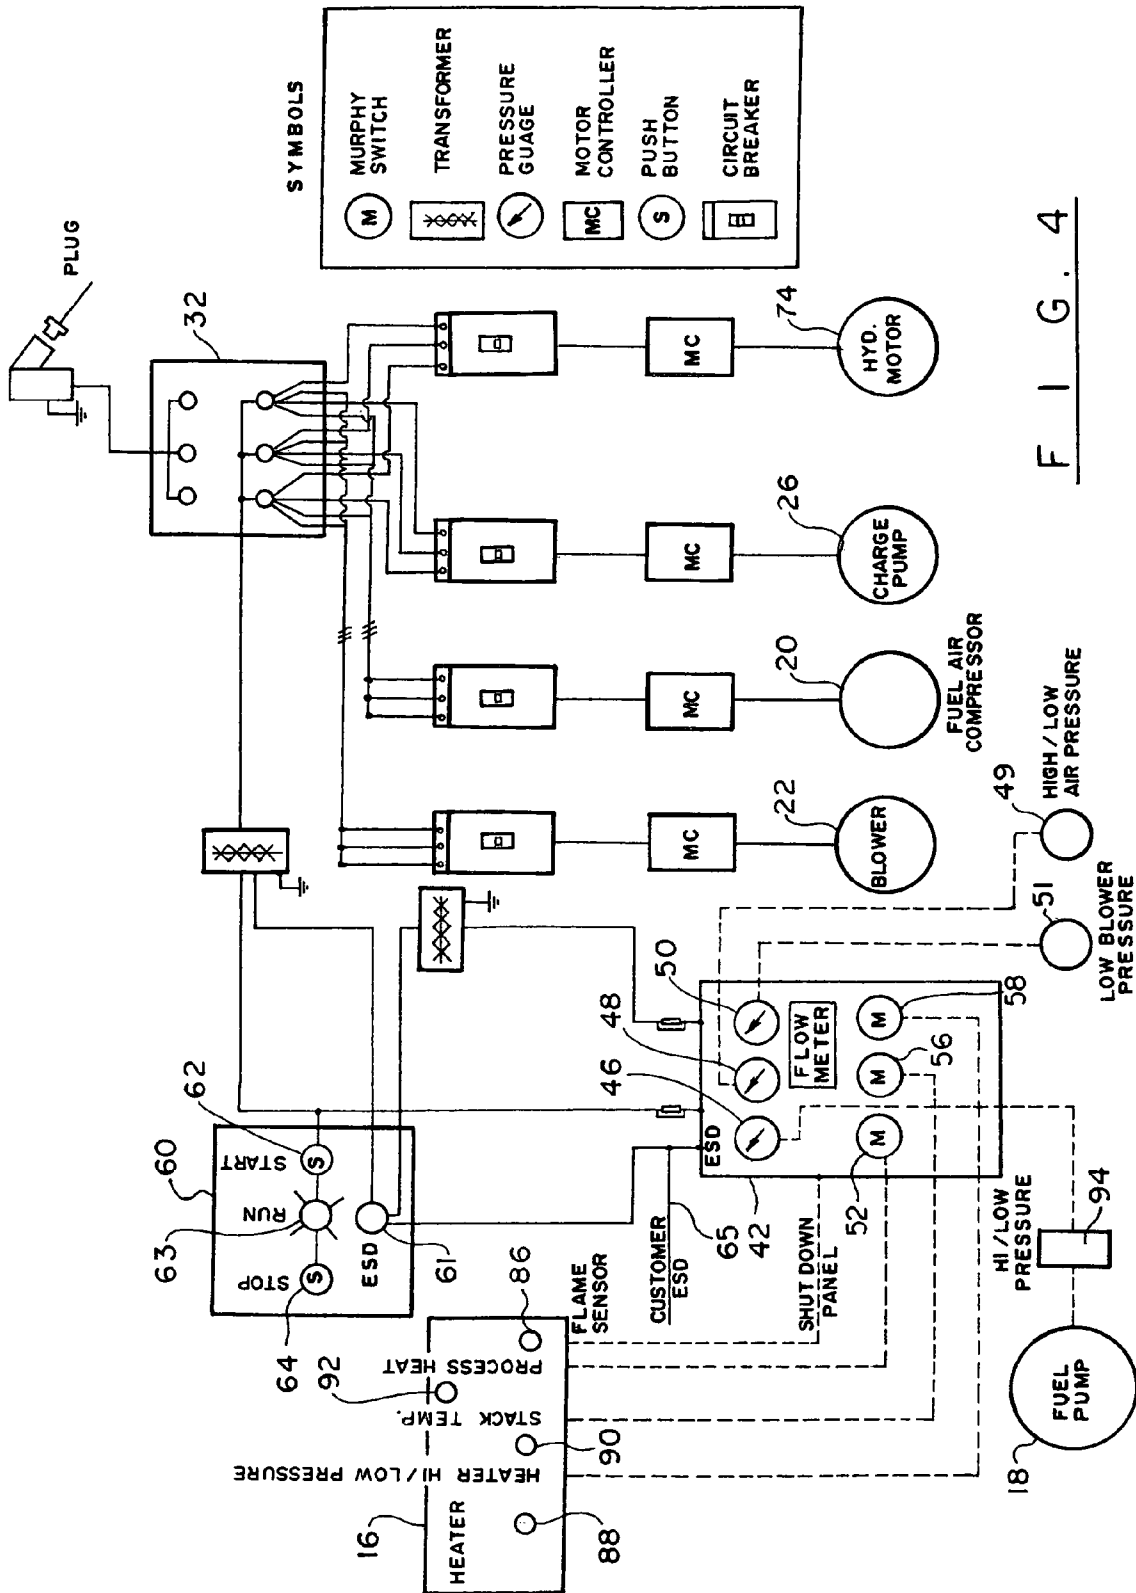 PLUG
32
SYMBOLS
M
MURPHY
SWITCH
TRANSFORMER
PRESSURE
GUAGE
MC
MOTOR
CONTROLLER
S
PUSH
BUTTON
CIRCUIT
BREAKER
60
62
63
64
START
S
RUN
STOP
S
ESD
61
16
HEATER
HEATER HI/LOW PRESSURE
STACK TEMP.
PROCESS HEAT
92
86
90
88
FLAME
SENSOR
CUSTOMER
ESD
65
SHUT DOWN
PANEL
42
ESD
46
48
50
FLOW
METER
M
M
M
52
56
58
HI/LOW
PRESSURE
94
FUEL
PUMP
18
LOW BLOWER
PRESSURE
51
HIGH/LOW
AIR PRESSURE
49
MC
MC
MC
MC
BLOWER
22
FUEL AIR
COMPRESSOR
20
CHARGE
PUMP
26
HYD.
MOTOR
74
FIG. 4